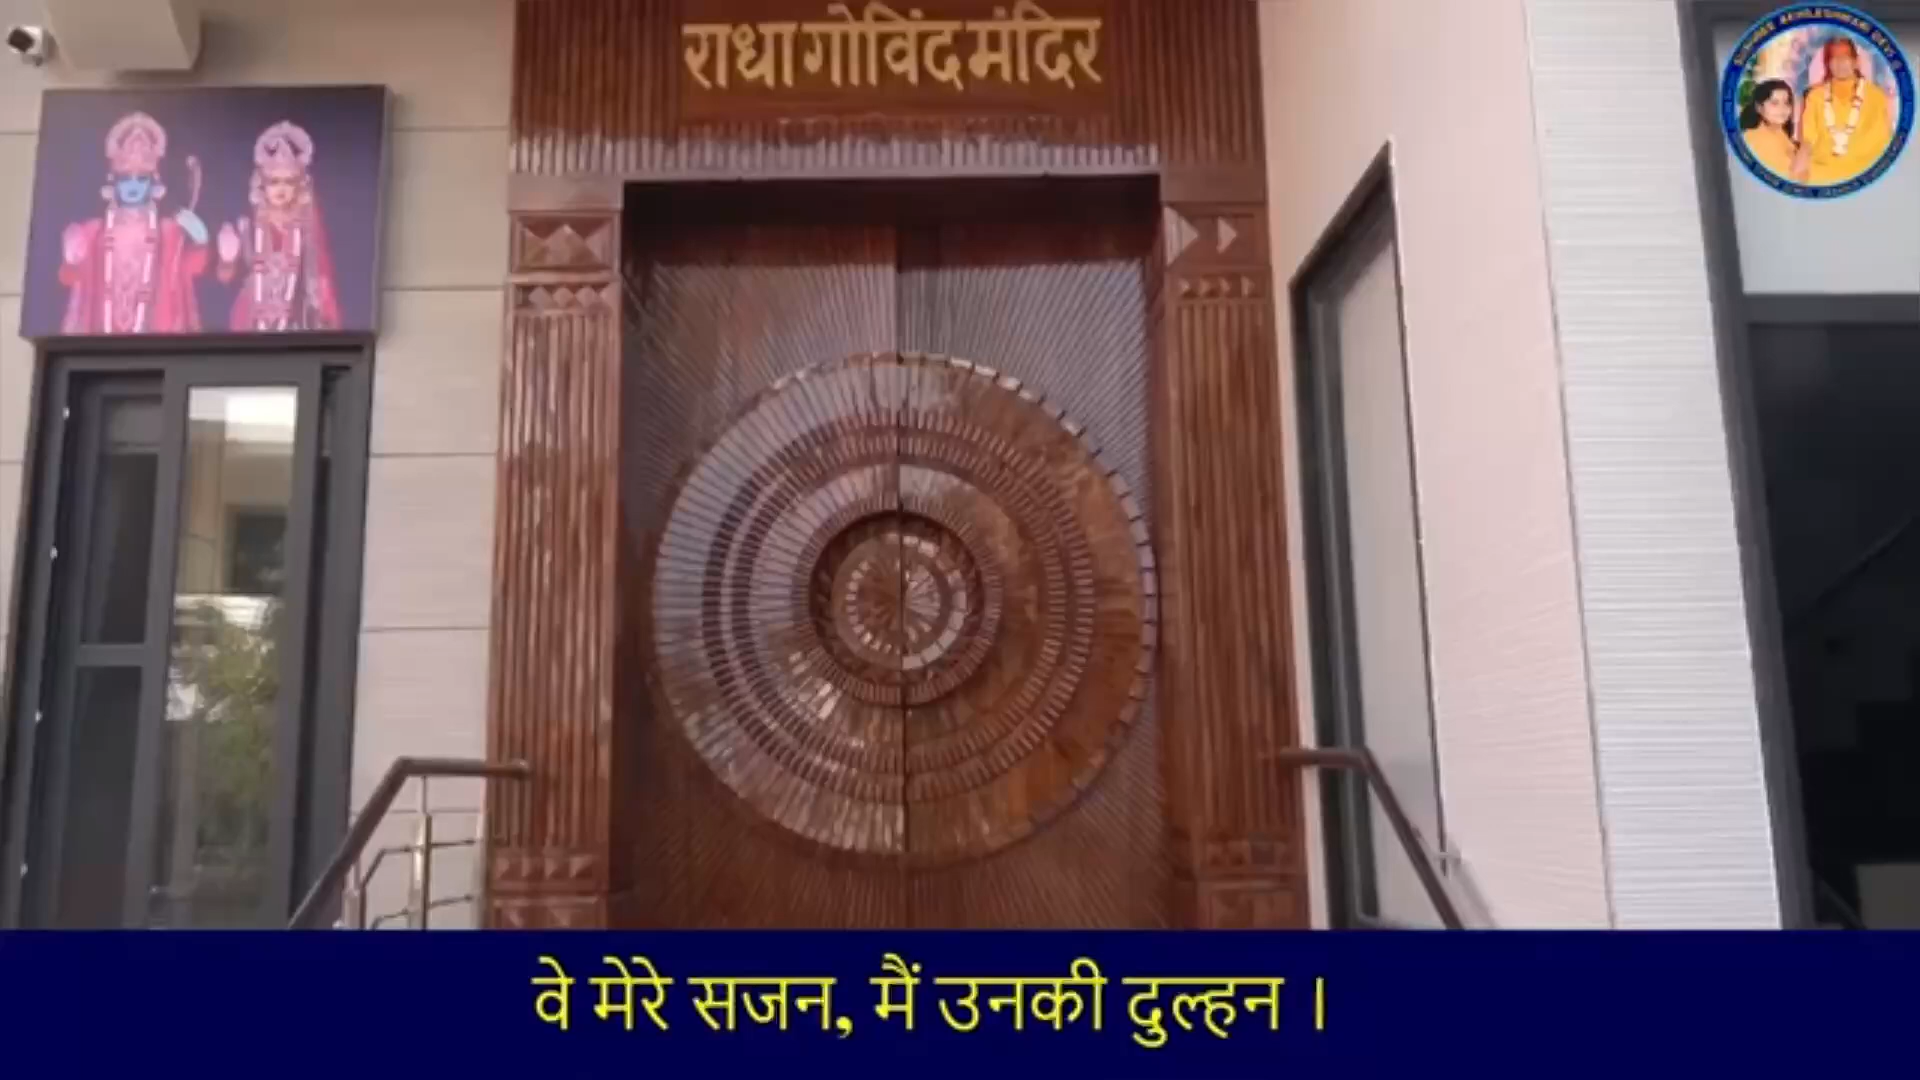 राधा गोविंद मंदिर
वे मेरे सजन, मैं उनकी दुल्हन ।